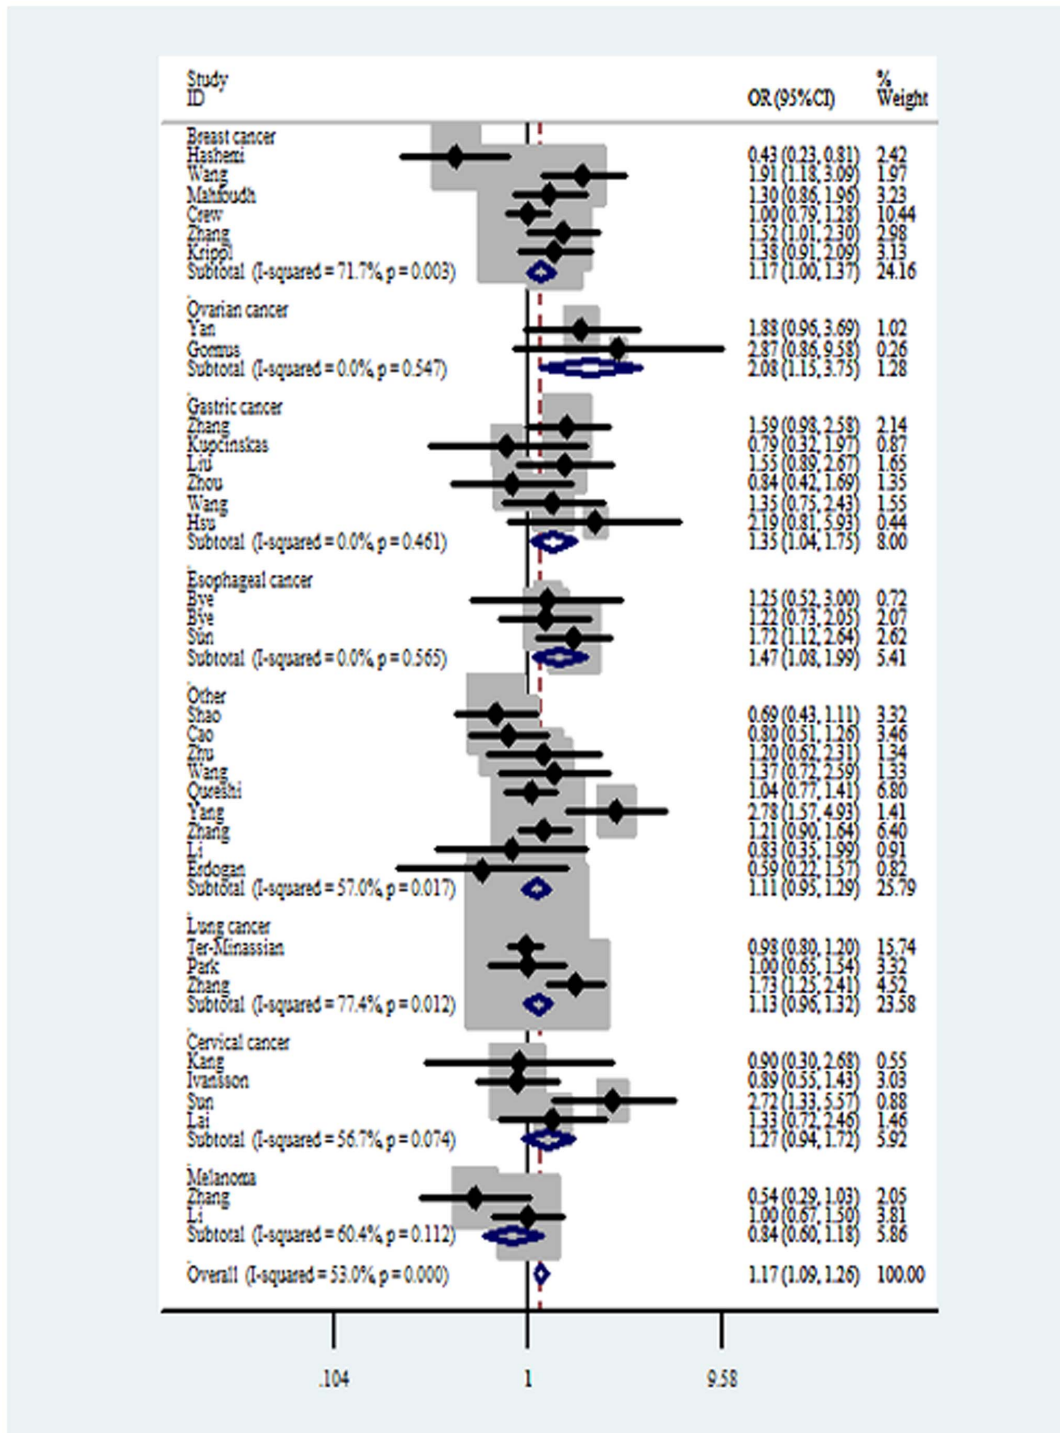 Study
ID OR (95%CI) % Weight
Breast cancer
Hashemi 0.43 (0.23, 0.81) 2.42
Wang 1.91 (1.18, 3.09) 1.97
Mahfoudh 1.30 (0.86, 1.96) 3.23
Crew 1.00 (0.79, 1.28) 10.44
Zhang 1.52 (1.01, 2.30) 2.98
Krippl 1.38 (0.91, 2.09) 3.13
Subtotal (I-squared = 71.7%, p = 0.003) 1.17 (1.00, 1.37) 24.16
Ovarian cancer
Yan 1.88 (0.96, 3.69) 1.02
Gomus 2.87 (0.86, 9.58) 0.26
Subtotal (I-squared = 0.0%, p = 0.547) 2.08 (1.15, 3.75) 1.28
Gastric cancer
Zhang 1.59 (0.98, 2.58) 2.14
Kupcinskas 0.79 (0.32, 1.97) 0.87
Liu 1.55 (0.89, 2.67) 1.65
Zhou 0.84 (0.42, 1.69) 1.35
Wang 1.35 (0.75, 2.43) 1.55
Hsu 2.19 (0.81, 5.93) 0.44
Subtotal (I-squared = 0.0%, p = 0.461) 1.35 (1.04, 1.75) 8.00
Esophageal cancer
Bye 1.25 (0.52, 3.00) 0.72
Bye 1.22 (0.73, 2.05) 2.07
Sun 1.72 (1.12, 2.64) 2.62
Subtotal (I-squared = 0.0%, p = 0.565) 1.47 (1.08, 1.99) 5.41
Other
Shao 0.69 (0.43, 1.11) 3.32
Cao 0.80 (0.51, 1.26) 3.46
Zhu 1.20 (0.62, 2.31) 1.34
Wang 1.37 (0.72, 2.59) 1.33
Qureshi 1.04 (0.77, 1.41) 6.80
Yang 2.78 (1.57, 4.93) 1.41
Zhang 1.21 (0.90, 1.64) 6.40
Li 0.83 (0.35, 1.99) 0.91
Erdogan 0.59 (0.22, 1.57) 0.82
Subtotal (I-squared = 57.0%, p = 0.017) 1.11 (0.95, 1.29) 25.79
Lung cancer
Ter-Minassian 0.98 (0.80, 1.20) 15.74
Park 1.00 (0.65, 1.54) 3.32
Zhang 1.73 (1.25, 2.41) 4.52
Subtotal (I-squared = 77.4%, p = 0.012) 1.13 (0.96, 1.32) 23.58
Cervical cancer
Kang 0.90 (0.30, 2.68) 0.55
Ivansson 0.89 (0.55, 1.43) 3.03
Sun 2.72 (1.33, 5.57) 0.88
Lai 1.33 (0.72, 2.46) 1.46
Subtotal (I-squared = 56.7%, p = 0.074) 1.27 (0.94, 1.72) 5.92
Melanoma
Zhang 0.54 (0.29, 1.03) 2.05
Li 1.00 (0.67, 1.50) 3.81
Subtotal (I-squared = 60.4%, p = 0.112) 0.84 (0.60, 1.18) 5.86
Overall (I-squared = 53.0%, p = 0.000) 1.17 (1.09, 1.26) 100.00
.104 1 9.58